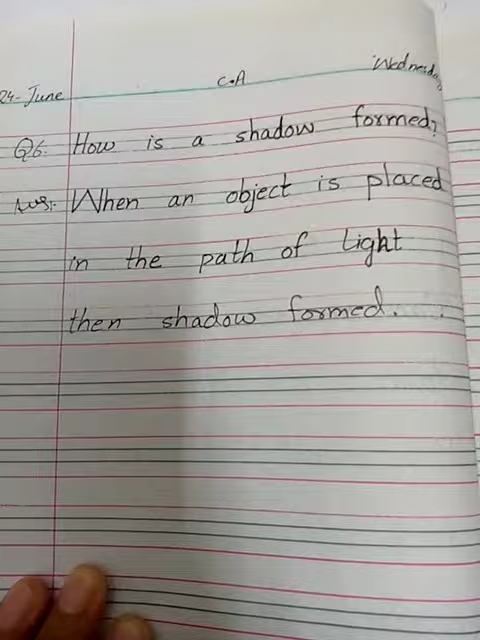 24-June C.A Wednesday
Q6. How is a shadow formed?
Ans:- When an object is placed
in the path of light
then shadow formed.